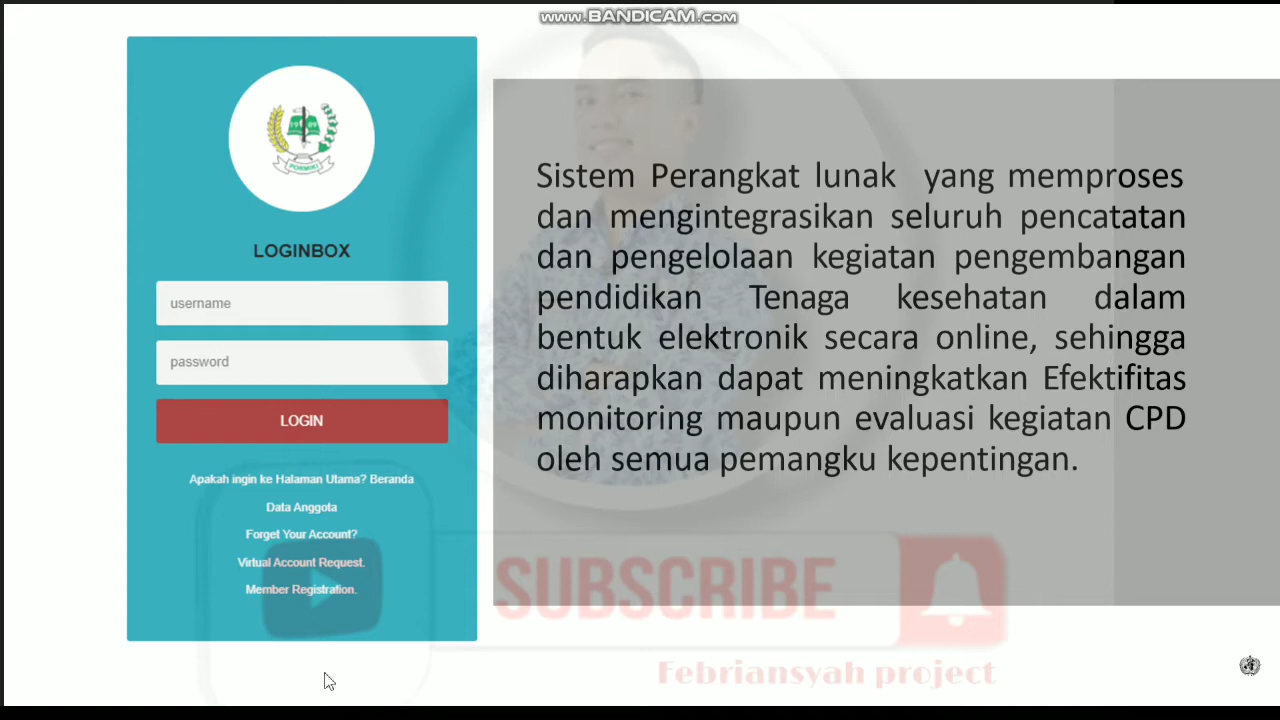 www.BANDICAM.com
1989
PORMIKI
LOGINBOX
username
password
LOGIN
Apakah ingin ke Halaman Utama? Beranda
Data Anggota
Forget Your Account?
Virtual Account Request.
Member Registration.
Sistem Perangkat lunak yang memproses
dan mengintegrasikan seluruh pencatatan
dan pengelolaan kegiatan pengembangan
pendidikan Tenaga kesehatan dalam
bentuk elektronik secara online, sehingga
diharapkan dapat meningkatkan Efektifitas
monitoring maupun evaluasi kegiatan CPD
oleh semua pemangku kepentingan.
SUBSCRIBE
Febriansyah project